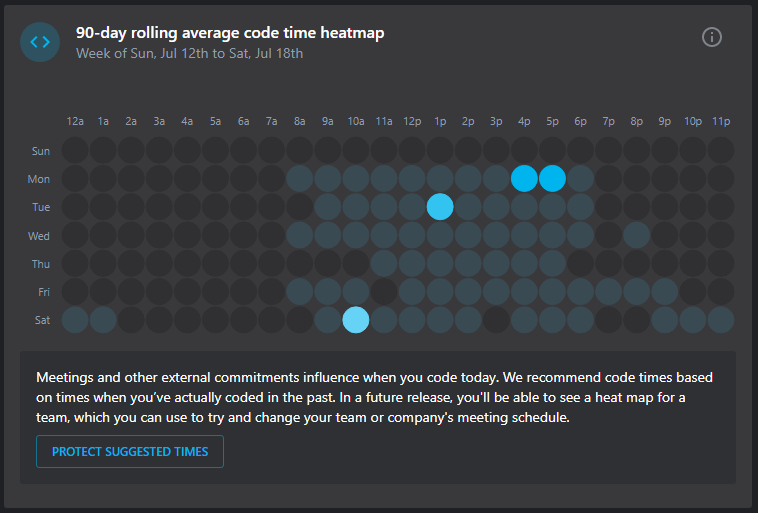 90-day rolling average code time heatmap
Week of Sun, Jul 12th to Sat, Jul 18th
12a 1a 2a 3a 4a 5a 6a 7a 8a 9a 10a 11a 12p 1p 2p 3p 4p 5p 6p 7p 8p 9p 10p 11p
Sun
Mon
Tue
Wed
Thu
Fri
Sat
Meetings and other external commitments influence when you code today. We recommend code times based
on times when you've actually coded in the past. In a future release, you'll be able to see a heat map for a
team, which you can use to try and change your team or company's meeting schedule.
PROTECT SUGGESTED TIMES